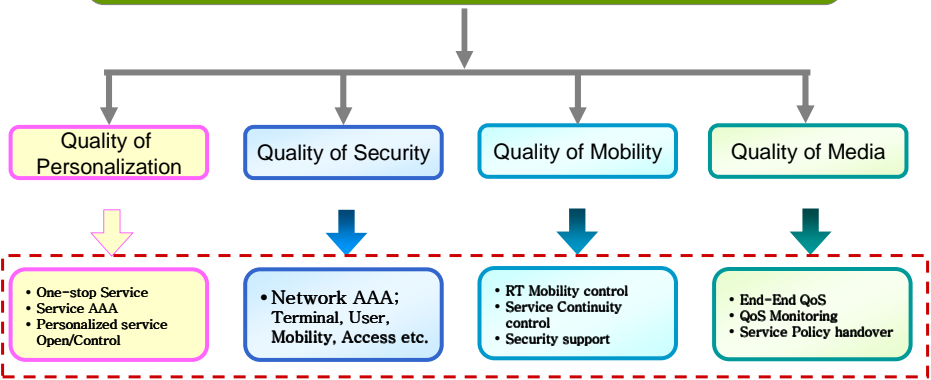 Quality of
Personalization
Quality of Security
Quality of Mobility
Quality of Media
• One-stop Service
• Service AAA
• Personalized service
Open/Control
• Network AAA;
Terminal, User,
Mobility, Access etc.
• RT Mobility control
• Service Continuity
control
• Security support
• End-End QoS
• QoS Monitoring
• Service Policy handover